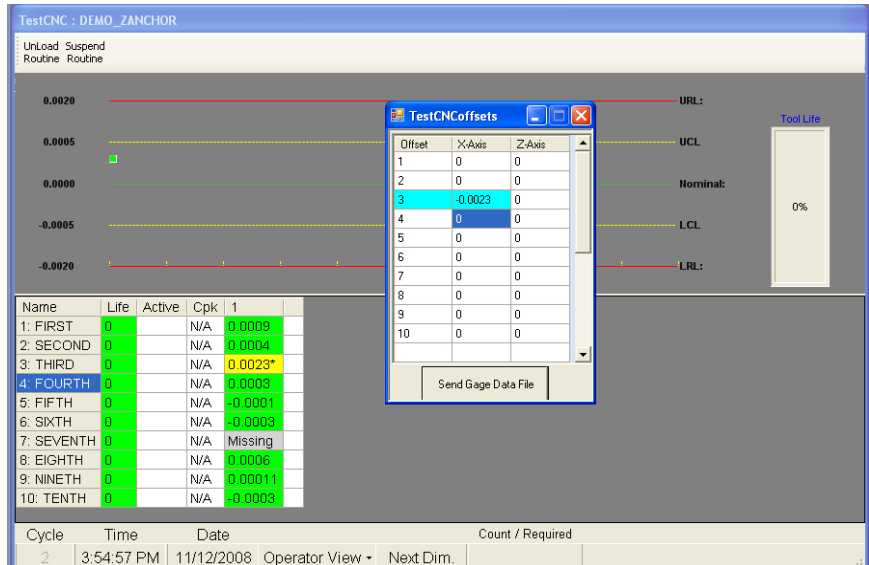 TestCNC : DEMO_ZANCHOR
UnLoad Suspend
Routine Routine
0.0020 URL:
0.0005 UCL
0.0000 Nominal:
-0.0005 LCL
-0.0020 LRL:
Tool Life
0%
TestCNCoffsets
Offset X-Axis Z-Axis
1 0 0
2 0 0
3 -0.0023 0
4 0 0
5 0 0
6 0 0
7 0 0
8 0 0
9 0 0
10 0 0
Send Gage Data File
Name Life Active Cpk 1
1: FIRST 0 N/A 0.0009
2: SECOND 0 N/A 0.0004
3: THIRD 0 N/A 0.0023*
4: FOURTH 0 N/A 0.0003
5: FIFTH 0 N/A -0.0001
6: SIXTH 0 N/A -0.0003
7: SEVENTH 0 N/A Missing
8: EIGHTH 0 N/A 0.0006
9: NINETH 0 N/A 0.00011
10: TENTH 0 N/A -0.0003
Cycle Time Date Count / Required
2 3:54:57 PM 11/12/2008 Operator View Next Dim.